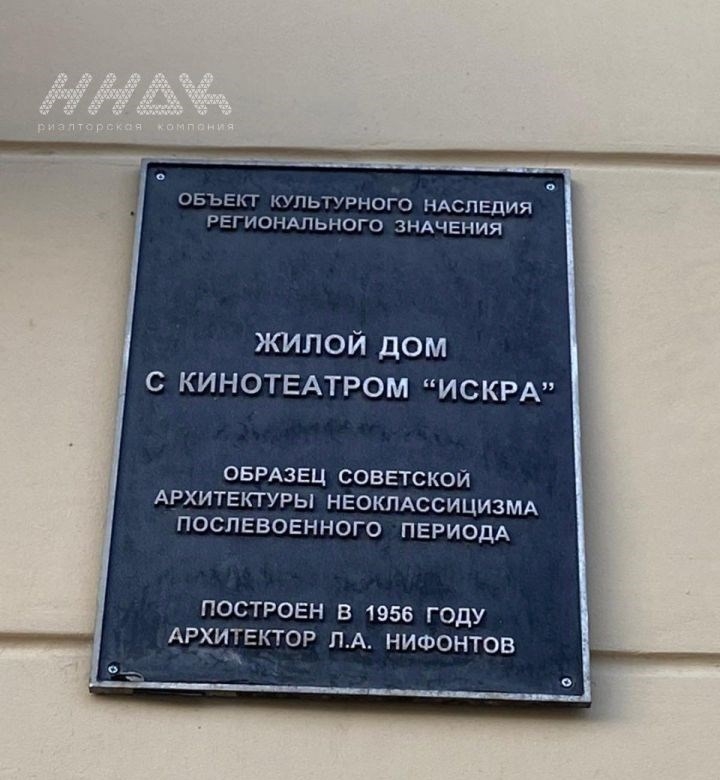 ННДК
риэлторская компания
ОБЪЕКТ КУЛЬТУРНОГО НАСЛЕДИЯ
РЕГИОНАЛЬНОГО ЗНАЧЕНИЯ
ЖИЛОЙ ДОМ
С КИНОТЕАТРОМ “ИСКРА”
ОБРАЗЕЦ СОВЕТСКОЙ
АРХИТЕКТУРЫ НЕОКЛАССИЦИЗМА
ПОСЛЕВОЕННОГО ПЕРИОДА
ПОСТРОЕН В 1956 ГОДУ
АРХИТЕКТОР Л.А. НИФОНТОВ